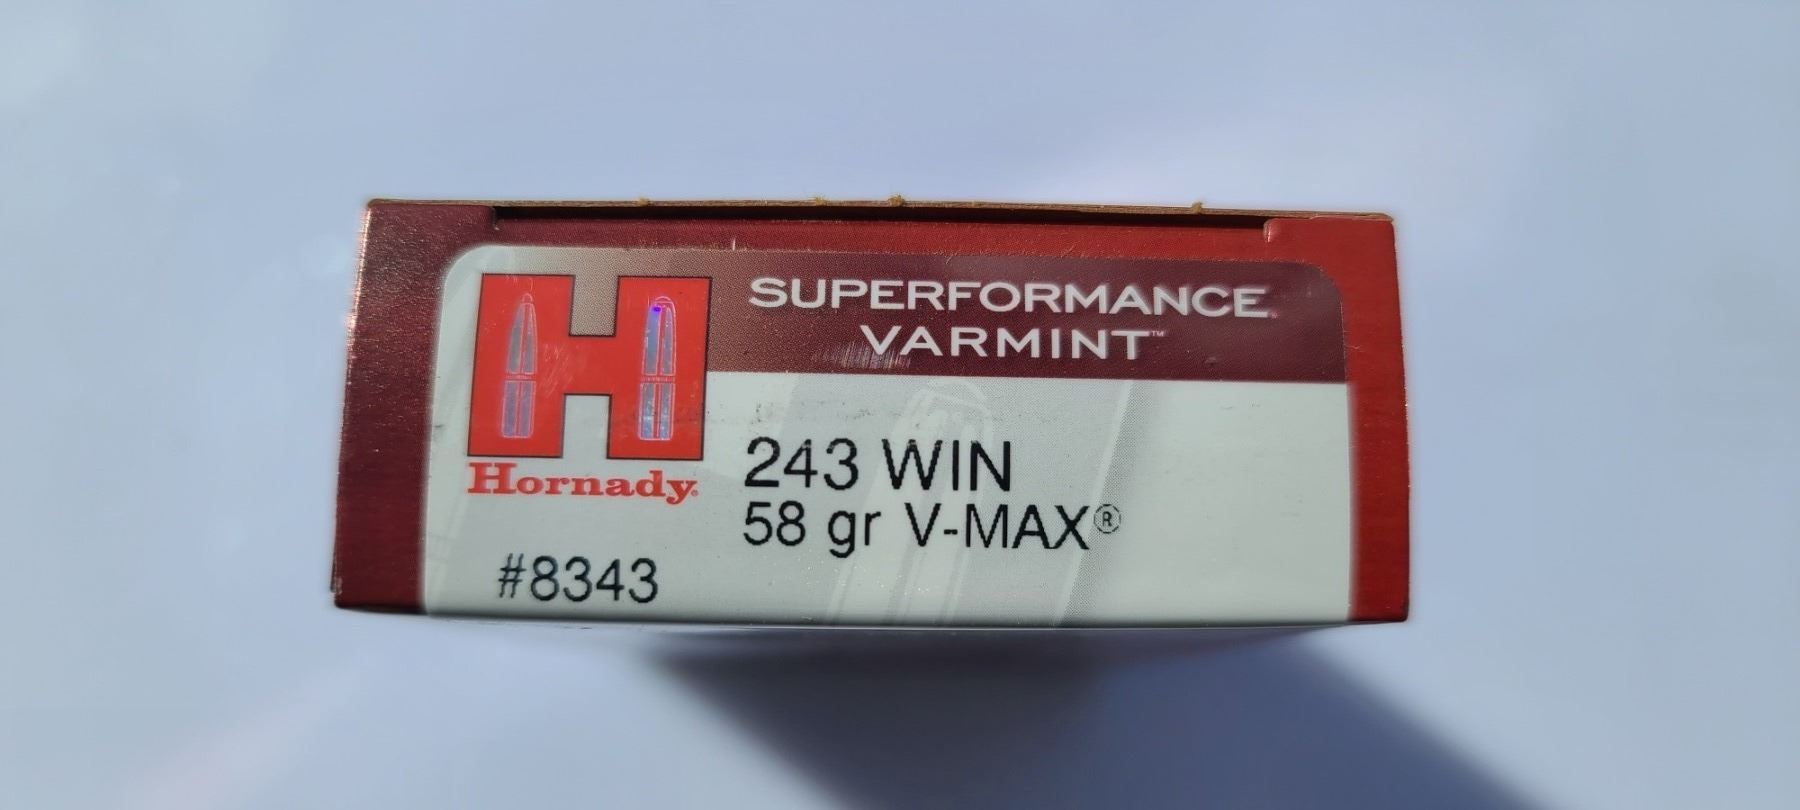 SUPERFORMANCE®
VARMINT™
Hornady®
243 WIN
58 gr V-MAX®
#8343